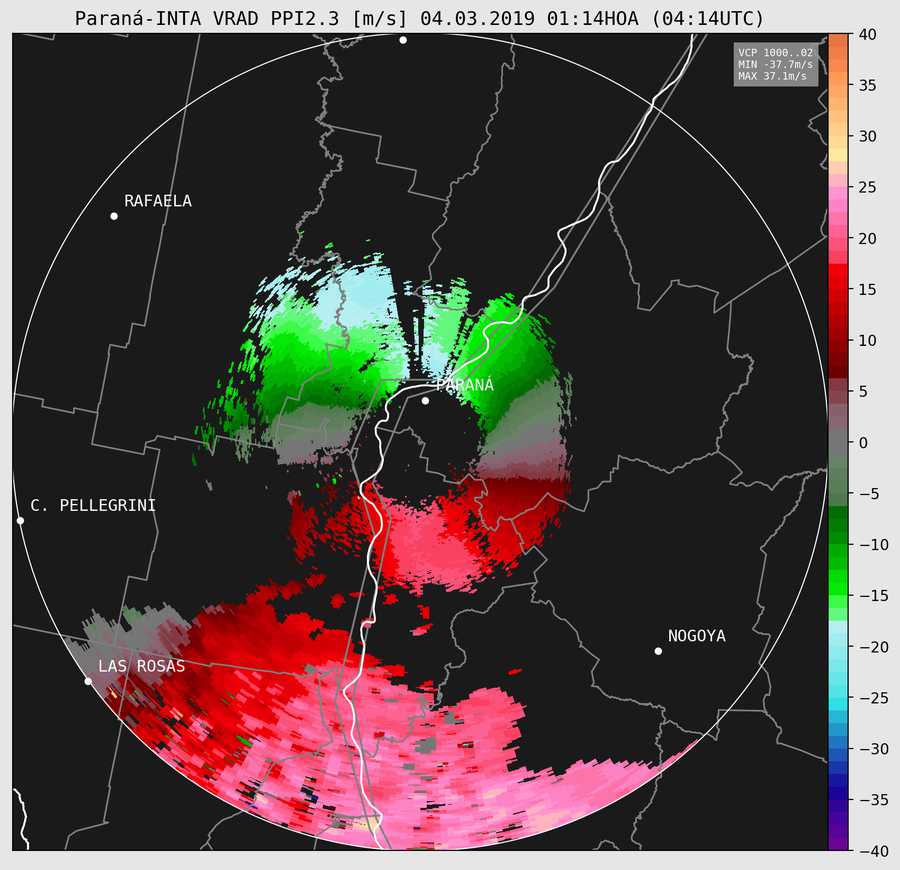 Paraná-INTA VRAD PPI2.3 [m/s] 04.03.2019 01:14HOA (04:14UTC)
VCP 1000..02
MIN -37.7m/s
MAX 37.1m/s
RAFAELA
PARANÁ
C. PELLEGRINI
NOGOYA
LAS ROSAS
40
35
30
25
20
15
10
5
0
−5
−10
−15
−20
−25
−30
−35
−40